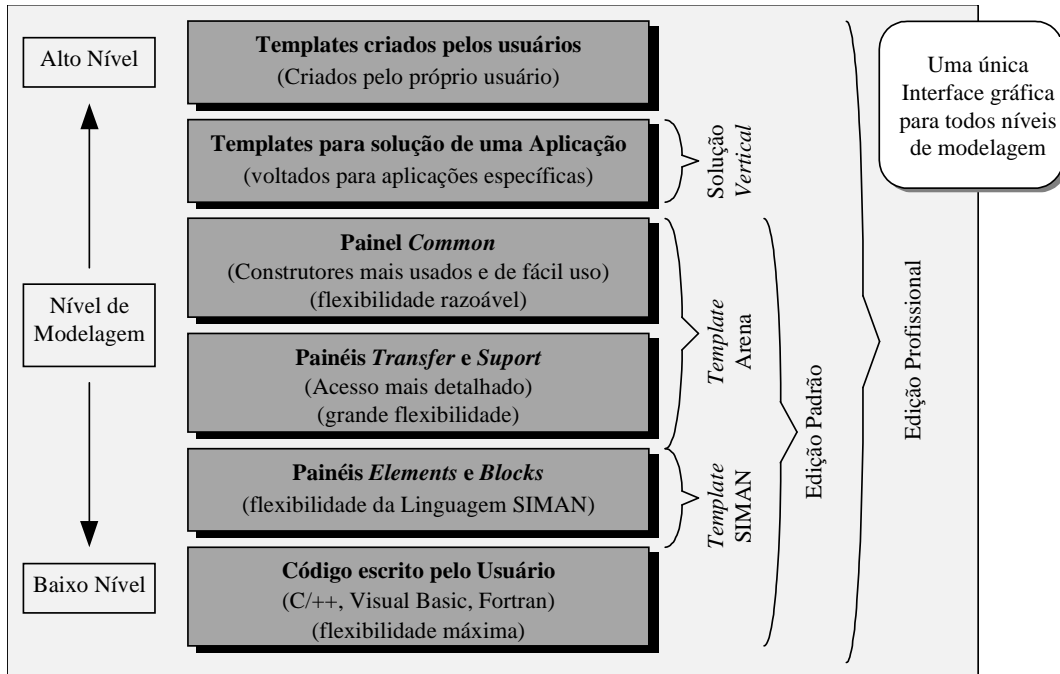 Alto Nível
Nível de
Modelagem
Baixo Nível
Templates criados pelos usuários
(Criados pelo próprio usuário)
Templates para solução de uma Aplicação
(voltados para aplicações específicas)
Painel Common
(Construtores mais usados e de fácil uso)
(flexibilidade razoável)
Painéis Transfer e Suport
(Acesso mais detalhado)
(grande flexibilidade)
Painéis Elements e Blocks
(flexibilidade da Linguagem SIMAN)
Código escrito pelo Usuário
(C/++, Visual Basic, Fortran)
(flexibilidade máxima)
Solução
Vertical
Template
Arena
Template
SIMAN
Edição Padrão
Edição Profissional
Uma única
Interface gráfica
para todos níveis
de modelagem